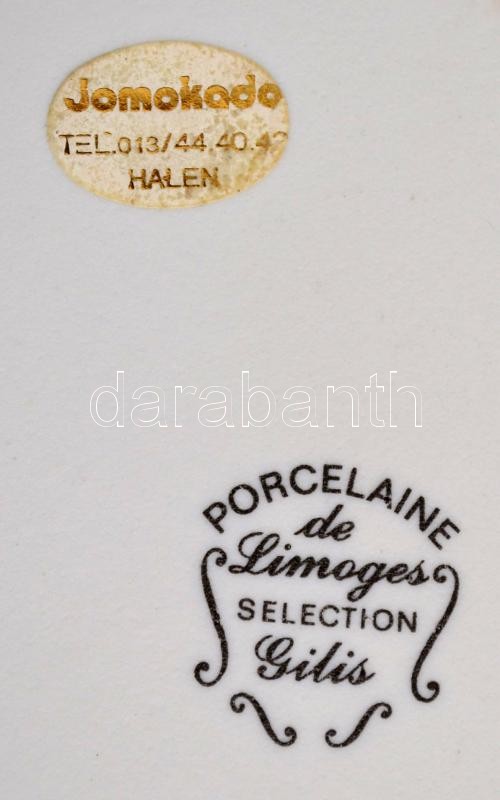 Jomokado
TEL.013/44.40.42
HALEN
darabanth
PORCELAINE
de
Limoges
SELECTION
Gilis